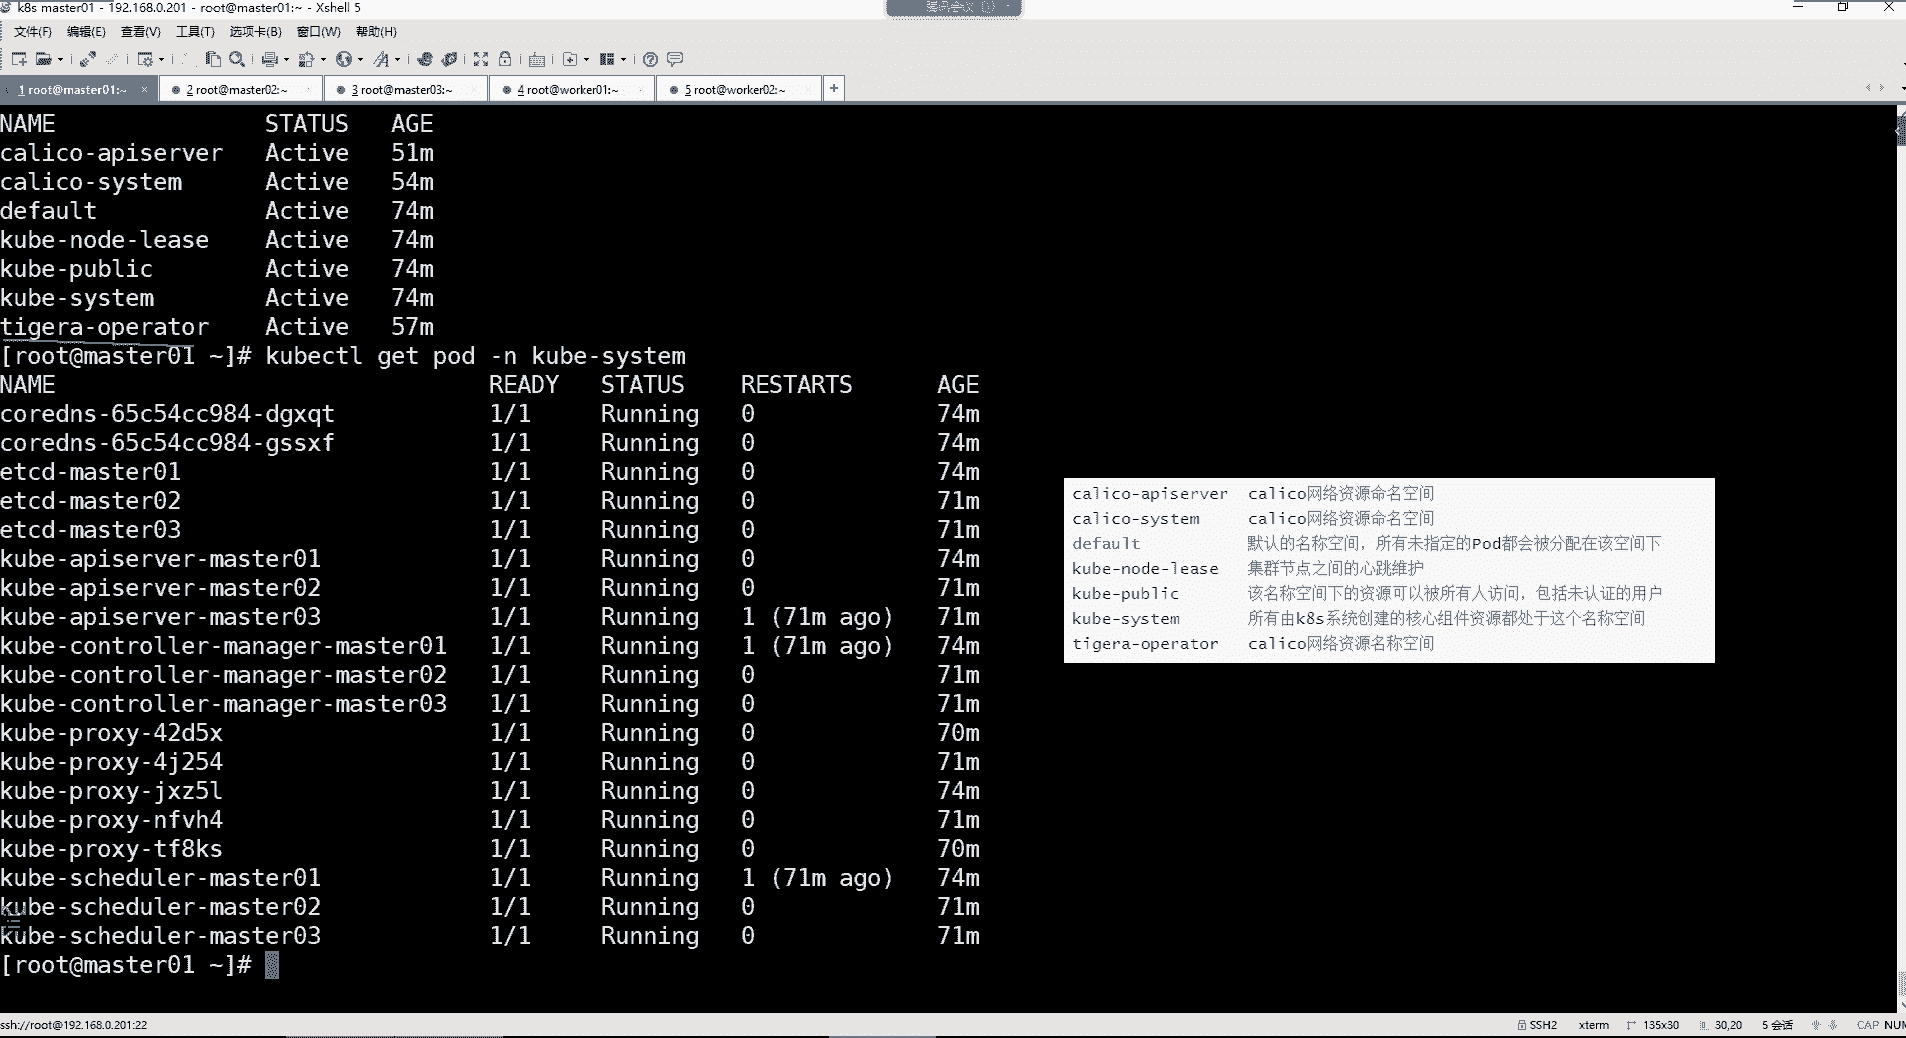 k8s master01 - 192.168.0.201 - root@master01:~ - Xshell 5
腾讯会议 (1)
文件(F) 编辑(E) 查看(V) 工具(T) 选项卡(B) 窗口(W) 帮助(H)
1 root@master01:~ × 2 root@master02:~ 3 root@master03:~ 4 root@worker01:~ 5 root@worker02:~ +
NAME STATUS AGE
calico-apiserver Active 51m
calico-system Active 54m
default Active 74m
kube-node-lease Active 74m
kube-public Active 74m
kube-system Active 74m
tigera-operator Active 57m
[root@master01 ~]# kubectl get pod -n kube-system
NAME READY STATUS RESTARTS AGE
coredns-65c54cc984-dgxqt 1/1 Running 0 74m
coredns-65c54cc984-gssxf 1/1 Running 0 74m
etcd-master01 1/1 Running 0 74m
etcd-master02 1/1 Running 0 71m
etcd-master03 1/1 Running 0 71m
kube-apiserver-master01 1/1 Running 0 74m
kube-apiserver-master02 1/1 Running 0 71m
kube-apiserver-master03 1/1 Running 1 (71m ago) 71m
kube-controller-manager-master01 1/1 Running 1 (71m ago) 74m
kube-controller-manager-master02 1/1 Running 0 71m
kube-controller-manager-master03 1/1 Running 0 71m
kube-proxy-42d5x 1/1 Running 0 70m
kube-proxy-4j254 1/1 Running 0 71m
kube-proxy-jxz5l 1/1 Running 0 74m
kube-proxy-nfvh4 1/1 Running 0 71m
kube-proxy-tf8ks 1/1 Running 0 70m
kube-scheduler-master01 1/1 Running 1 (71m ago) 74m
kube-scheduler-master02 1/1 Running 0 71m
kube-scheduler-master03 1/1 Running 0 71m
[root@master01 ~]#
calico-apiserver calico网络资源命名空间
calico-system calico网络资源命名空间
default 默认的名称空间，所有未指定的Pod都会被分配在该空间下
kube-node-lease 集群节点之间的心跳维护
kube-public 该名称空间下的资源可以被所有人访问，包括未认证的用户
kube-system 所有由k8s系统创建的核心组件资源都处于这个名称空间
tigera-operator calico网络资源名称空间
ssh://root@192.168.0.201:22 SSH2 xterm 135x30 30,20 5 会话 CAP NUM